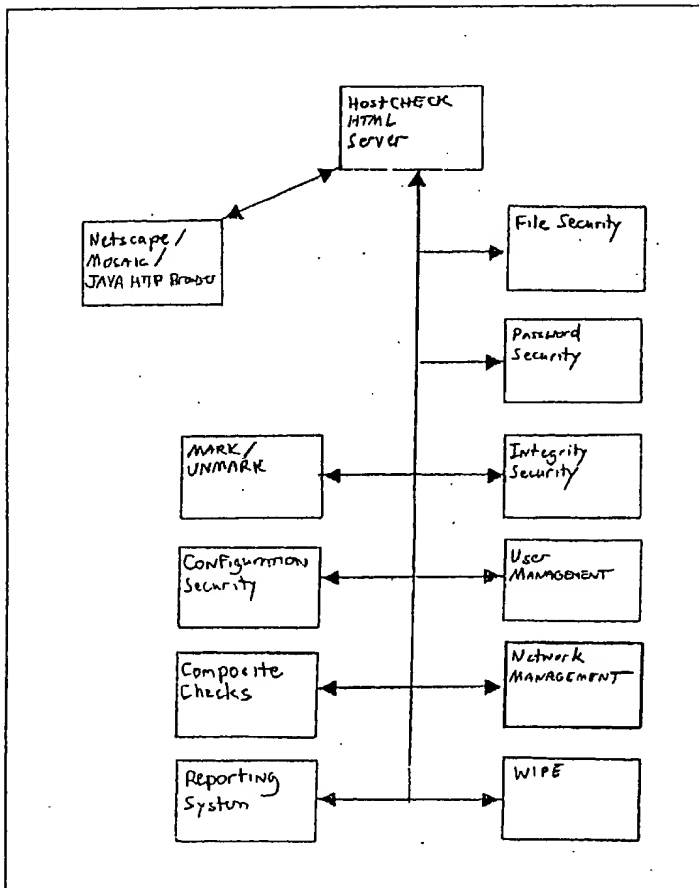 HostCHECK
HTML
Server
Netscape/
MOSAIC/
JAVA HTTP Browser
File Security
Password
Security
MARK/
UNMARK
Integrity
Security
CONFIGURATION
Security
User
MANAGEMENT
Composite
Checks
Network
MANAGEMENT
Reporting
System
WIPE